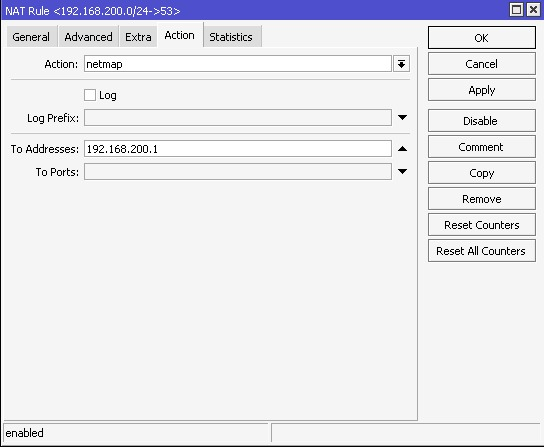 NAT Rule <192.168.200.0/24->53>
General Advanced Extra Action Statistics
Action: netmap
Log
Log Prefix:
To Addresses: 192.168.200.1
To Ports:
OK
Cancel
Apply
Disable
Comment
Copy
Remove
Reset Counters
Reset All Counters
enabled